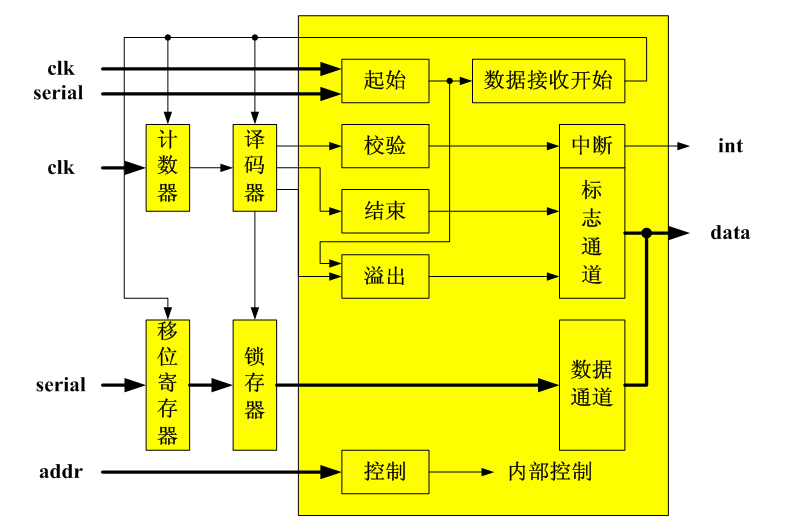 clk
serial
起始
数据接收开始
clk
计数器
译码器
校验
中断
int
结束
标志通道
data
溢出
serial
移位寄存器
锁存器
数据
通道
addr
控制
内部控制